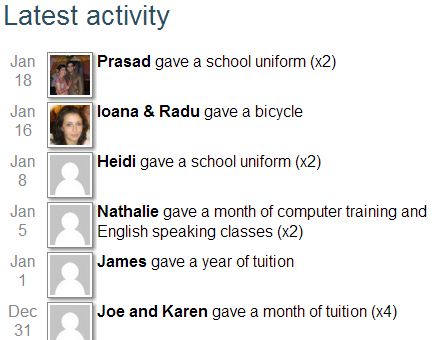 Latest activity
Jan
18
Prasad gave a school uniform (x2)
Jan
16
Ioana & Radu gave a bicycle
Jan
8
Heidi gave a school uniform (x2)
Jan
5
Nathalie gave a month of computer training and
English speaking classes (x2)
Jan
1
James gave a year of tuition
Dec
31
Joe and Karen gave a month of tuition (x4)